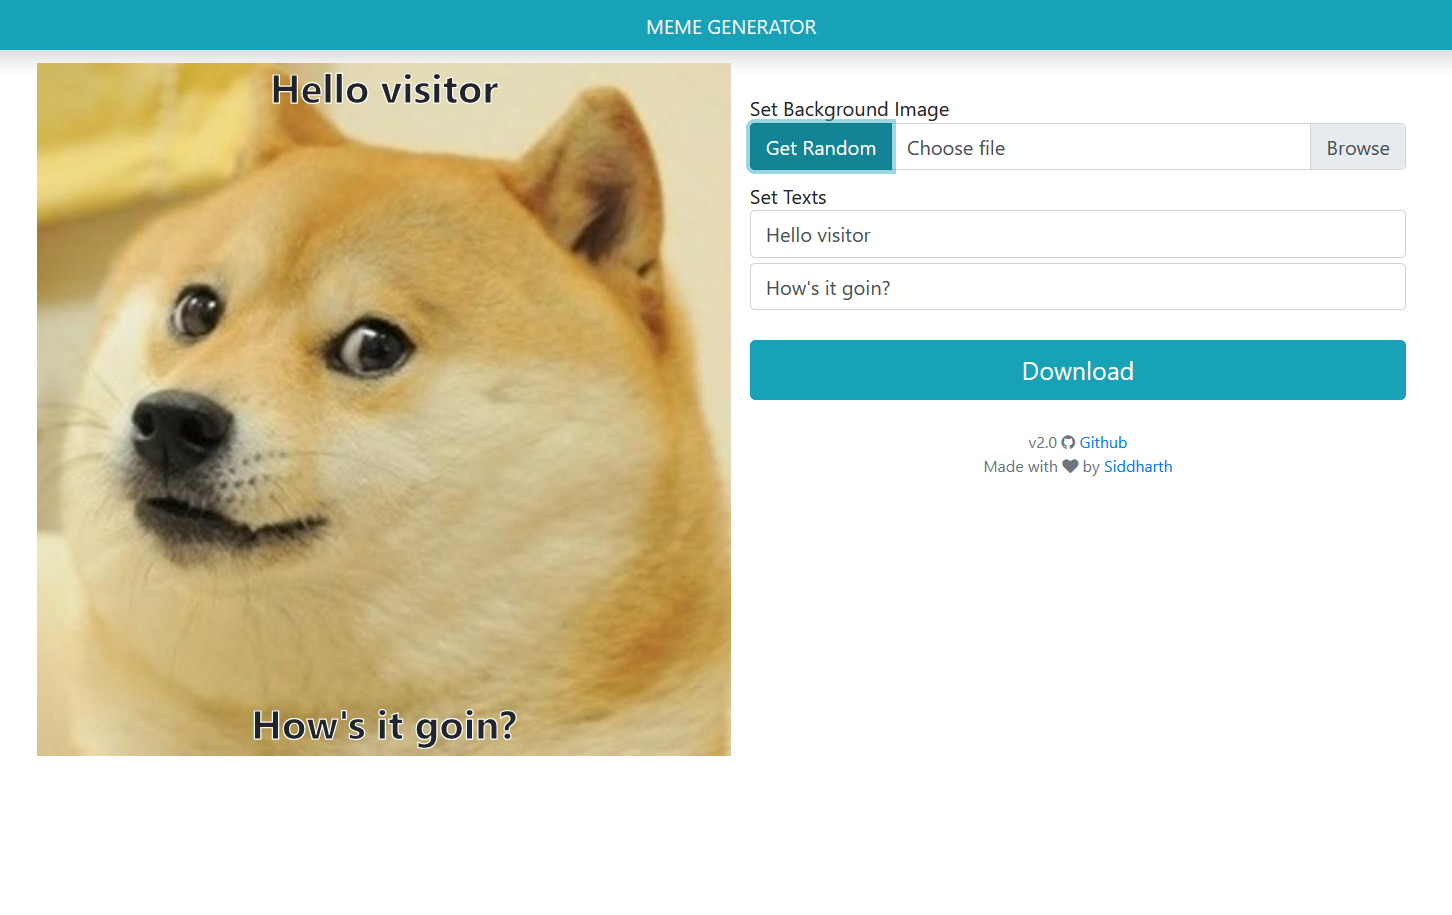 MEME GENERATOR
Hello visitor
How's it goin?
Set Background Image
Get Random Choose file Browse
Set Texts
Hello visitor
How's it goin?
Download
v2.0 Github
Made with by Siddharth